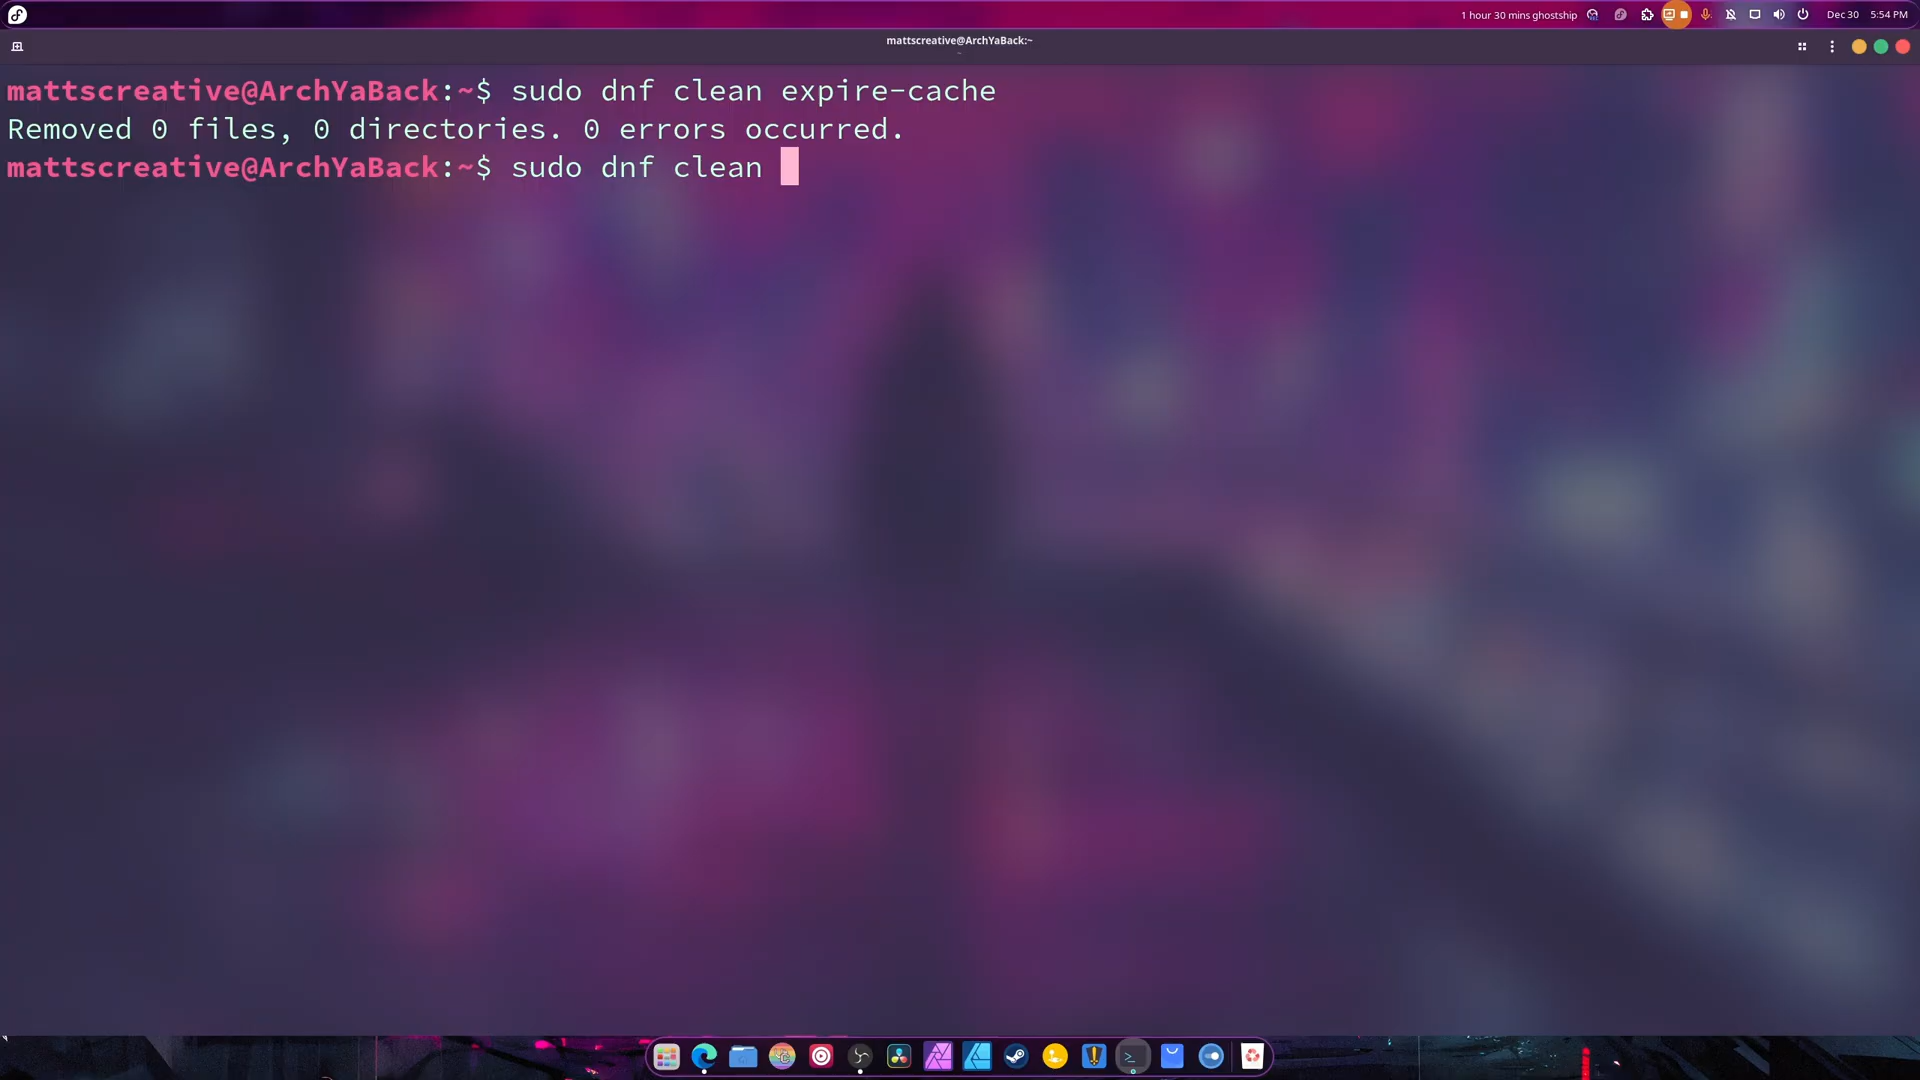 1 hour 30 mins ghostship
Dec 30 5:54 PM
mattscreative@ArchYaBack:~
~
mattscreative@ArchYaBack:~$ sudo dnf clean expire-cache
Removed 0 files, 0 directories. 0 errors occurred.
mattscreative@ArchYaBack:~$ sudo dnf clean